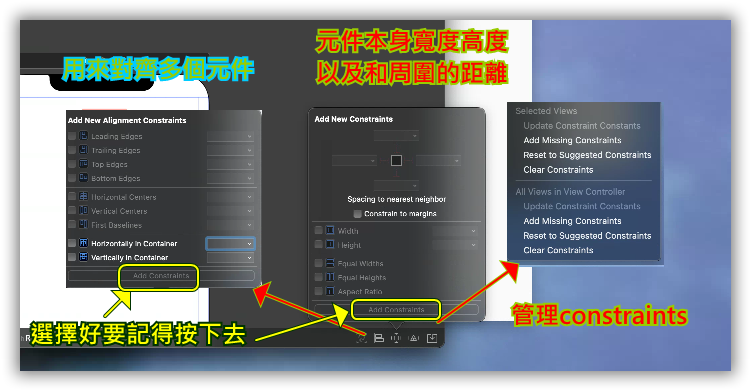 用來對齊多個元件
元件本身寬度高度
以及和周圍的距離
Add New Alignment Constraints
Leading Edges
Trailing Edges
Top Edges
Bottom Edges
Horizontal Centers
Vertical Centers
First Baselines
Horizontally in Container
Vertically in Container
Add Constraints
Add New Constraints
Spacing to nearest neighbor
Constrain to margins
Width
Height
Equal Widths
Equal Heights
Aspect Ratio
Add Constraints
Selected Views
Update Constraint Constants
Add Missing Constraints
Reset to Suggested Constraints
Clear Constraints
All Views in View Controller
Update Constraint Constants
Add Missing Constraints
Reset to Suggested Constraints
Clear Constraints
選擇好要記得按下去
管理constraints